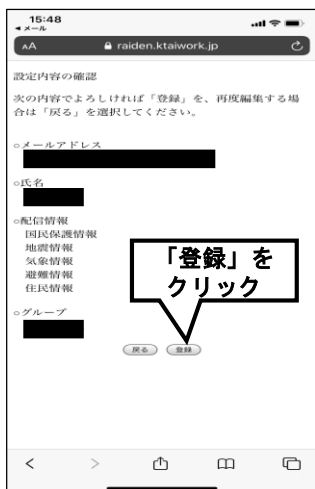 15:48
◀ メール
AA raiden.ktaiwork.jp
設定内容の確認
次の内容でよろしければ「登録」を、再度編集する場
合は「戻る」を選択してください。
○メールアドレス
○氏名
○配信情報
国民保護情報
地震情報
気象情報
避難情報
住民情報
「登録」を
クリック
○グループ
戻る 登録